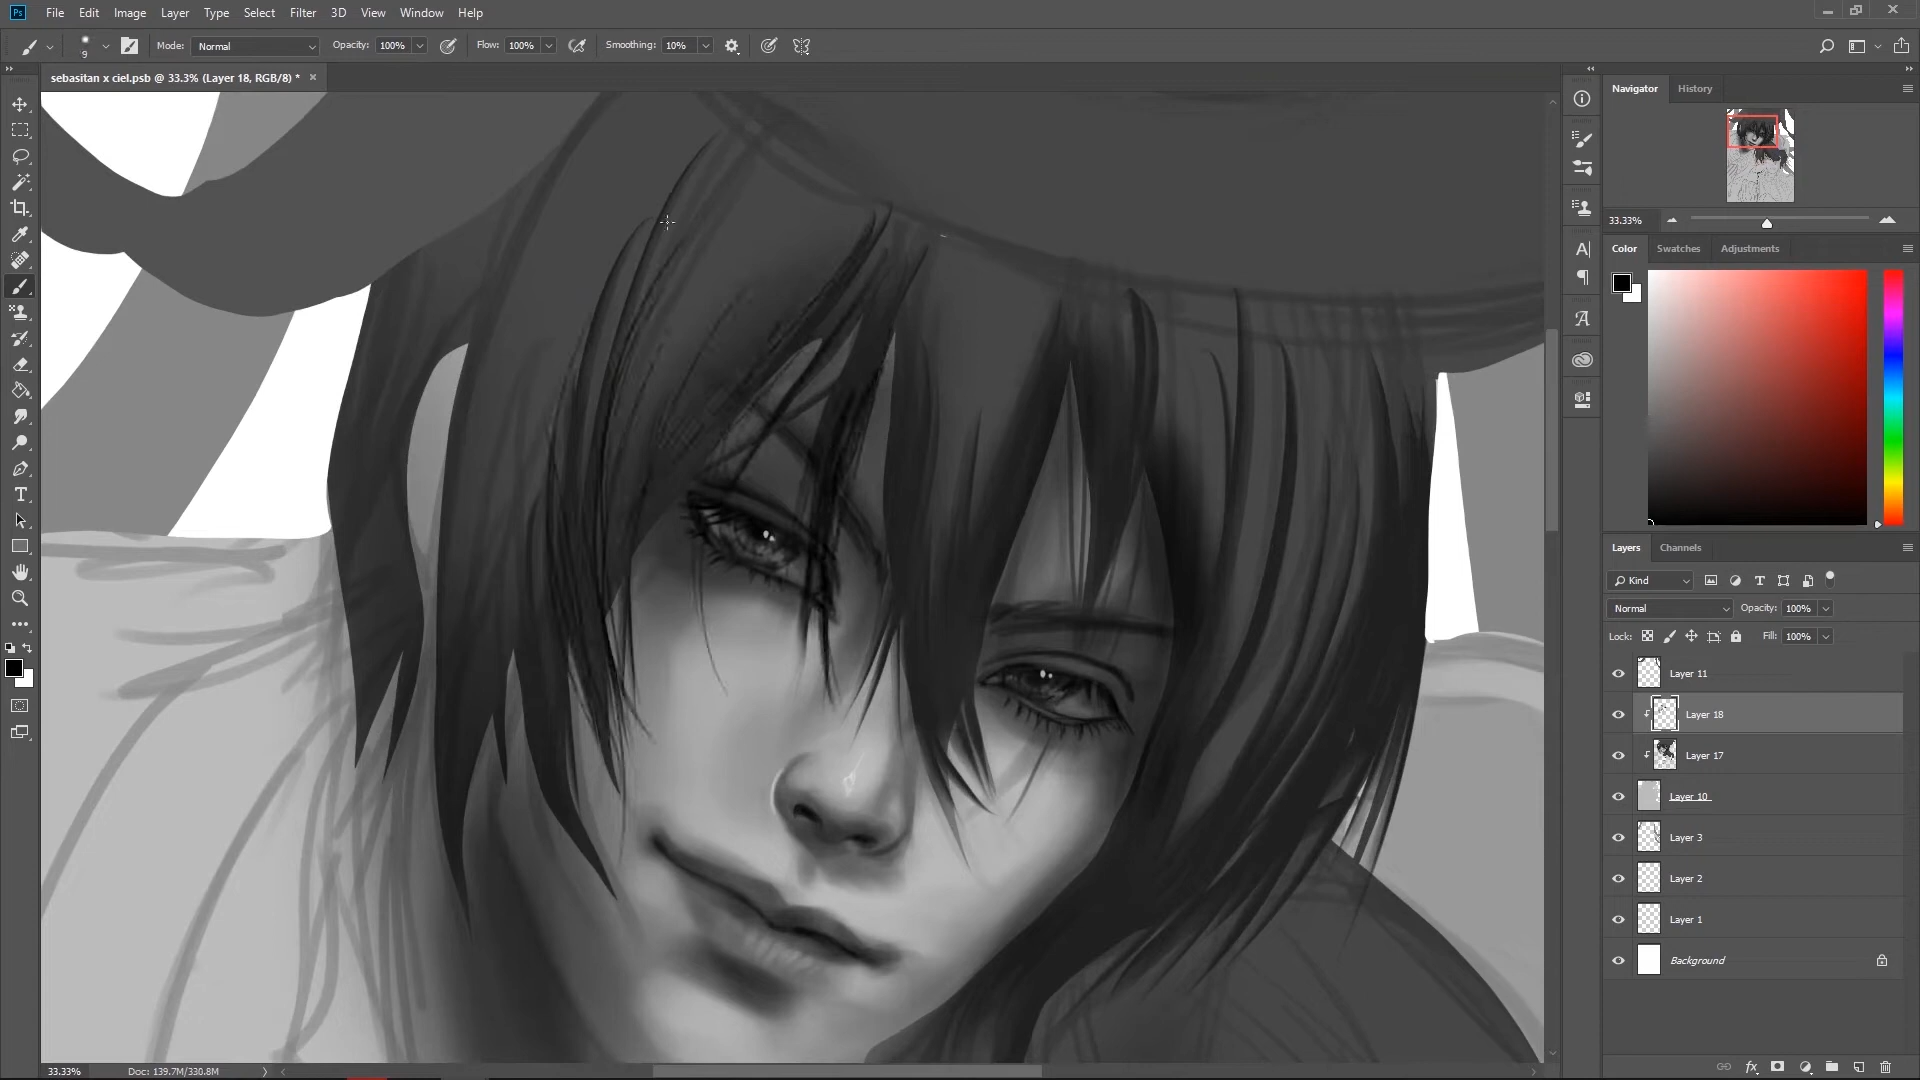 Ps File Edit Image Layer Type Select Filter 3D View Window Help
9 Mode: Normal Opacity: 100% Flow: 100% Smoothing: 10%
sebasitan x ciel.psb @ 33.3% (Layer 18, RGB/8) * ×
Navigator History
33.33%
Color Swatches Adjustments
Layers Channels
Kind
Normal Opacity: 100%
Lock: Fill: 100%
Layer 11
Layer 18
Layer 17
Layer 10
Layer 3
Layer 2
Layer 1
Background
33.33% Doc: 139.7M/330.8M